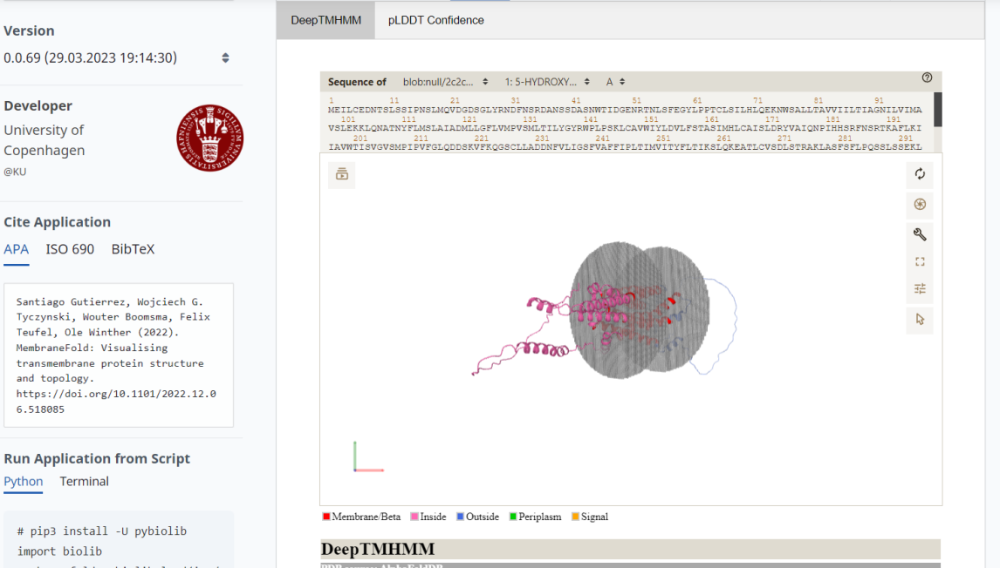 Version
0.0.69 (29.03.2023 19:14:30)
Developer
University of
Copenhagen
@KU
Cite Application
APA ISO 690 BibTeX
Santiago Gutierrez, Wojciech G.
Tyczynski, Wouter Boomsma, Felix
Teufel, Ole Winther (2022).
MembraneFold: Visualising
transmembrane protein structure
and topology.
https://doi.org/10.1101/2022.12.0
6.518085
Run Application from Script
Python Terminal
# pip3 install -U pybiolib
import biolib
DeepTMHMM pLDDT Confidence
Sequence of blob:null/2c2c... 1: 5-HYDROXY... A
1 11 21 31 41 51 61 71 81 91
MEILCEDNTSLSSIPNSLMQVDGDSGLYRNDFNSRDANSSDASNWTIDGENRTNLSFEGYLPPTCLSILHLQEKNWSALLTAVVIILTIAGNILVIMA
101 111 121 131 141 151 161 171 181 191
VSLEKKLQNATNYFLMSLAIADMLLGFLVMPVSMLTILYGYRWPLPSKLCAVWIYLDVLFSTASIMHLCAISLDRYVAIQNPIHHSRFNSRTKAFLKI
201 211 221 231 241 251 261 271 281 291
IAVWTISVGVSMPIPVFGLQDDSKVFKQGSCLLADDNFVLIGSFVAFFIPLTIMVITYFLTIKSLQKEATLCVSDLSTRAKLASFSFLPQSSLSSEKL
Membrane/Beta Inside Outside Periplasm Signal
DeepTMHMM